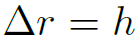 Δr = h